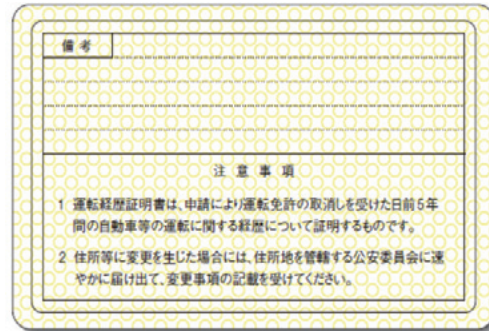 備考
注意事項
1 運転経歴証明書は、申請により運転免許の取消しを受けた日前5年
間の自動車等の運転に関する経歴について証明するものです。
2 住所等に変更を生じた場合には、住所地を管轄する公安委員会に速
やかに届け出て、変更事項の記載を受けてください。